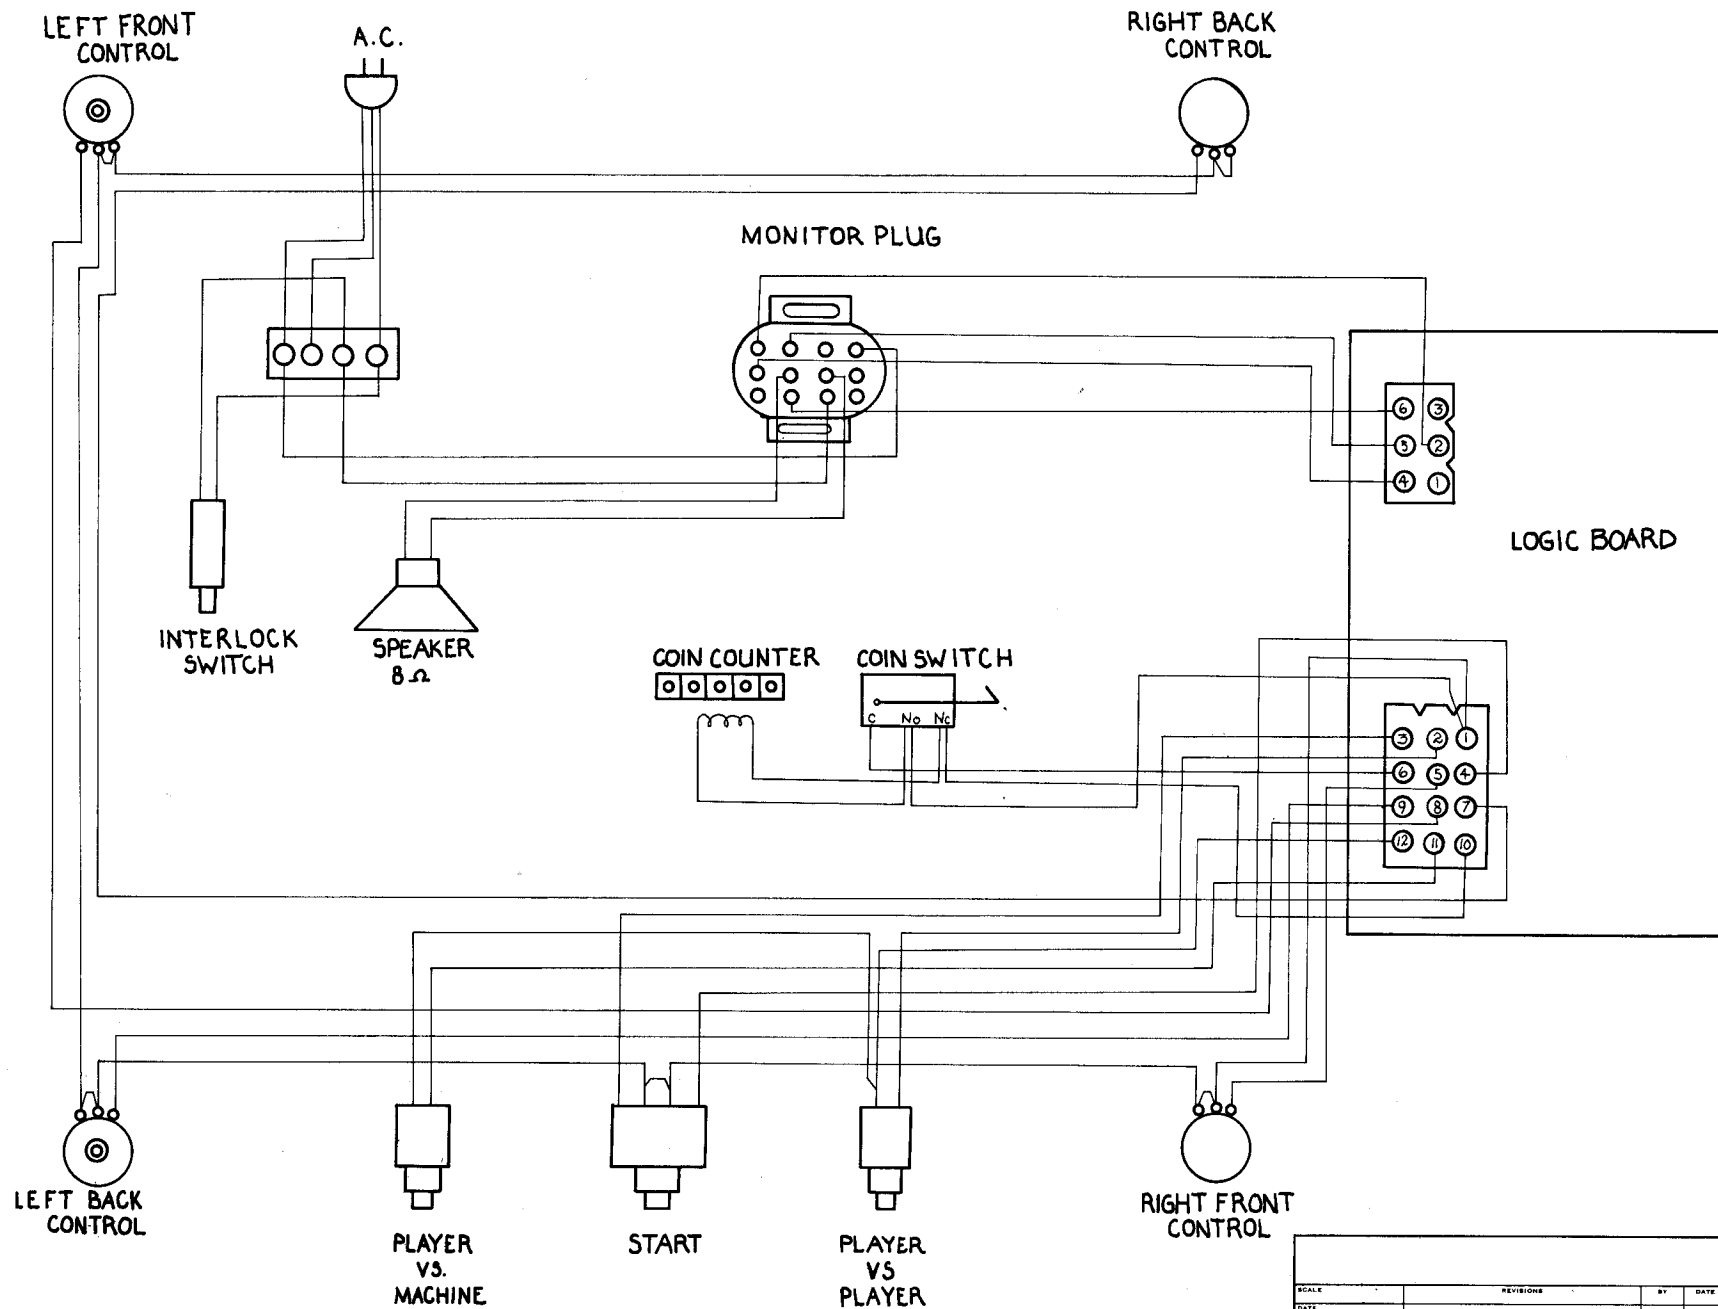 LEFT FRONT
CONTROL
A.C.
RIGHT BACK
CONTROL
MONITOR PLUG
6 3
5 2
4 1
LOGIC BOARD
INTERLOCK
SWITCH
SPEAKER
8 Ω
COIN COUNTER
COIN SWITCH
C NO NC
3 2 1
6 5 4
9 8 7
12 11 10
LEFT BACK
CONTROL
PLAYER
VS.
MACHINE
START
PLAYER
VS
PLAYER
RIGHT FRONT
CONTROL
SCALE REVISIONS BY DATE
DATE